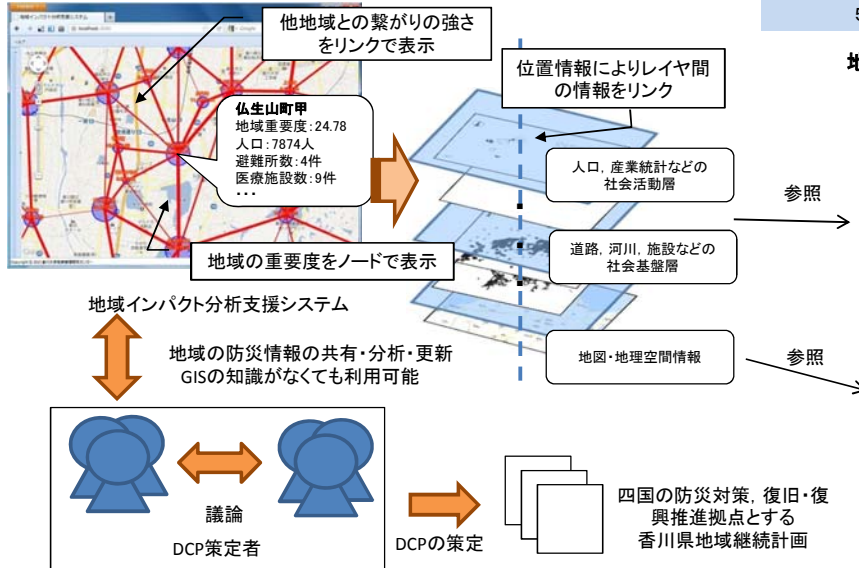 他地域との繋がりの強さ
をリンクで表示
仏生山町甲
地域重要度:24.78
人口:7874人
避難所数:4件
医療施設数:9件
・・・
地域の重要度をノードで表示
地域インパクト分析支援システム
位置情報によりレイヤ間
の情報をリンク
人口, 産業統計などの
社会活動層
道路, 河川, 施設などの
社会基盤層
地図・地理空間情報
参照
参照
5
地
地域の防災情報の共有・分析・更新
GISの知識がなくても利用可能
議論
DCP策定者
DCPの策定
四国の防災対策, 復旧・復
興推進拠点とする
香川県地域継続計画